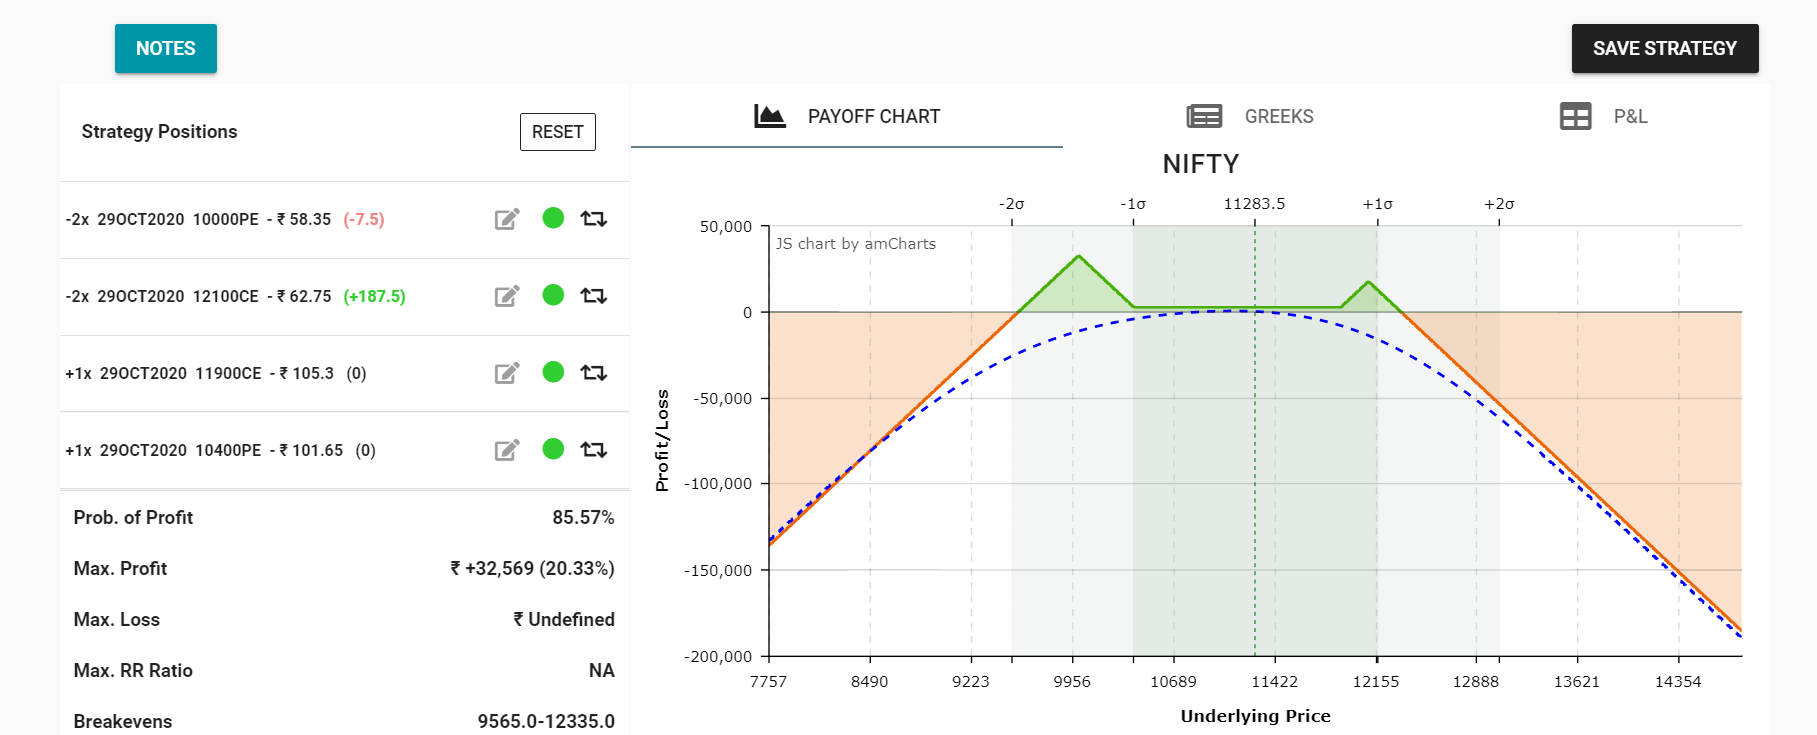 NOTES
SAVE STRATEGY
Strategy Positions
RESET
-2x 29OCT2020 10000PE - ₹ 58.35 (-7.5)
-2x 29OCT2020 12100CE - ₹ 62.75 (+187.5)
+1x 29OCT2020 11900CE - ₹ 105.3 (0)
+1x 29OCT2020 10400PE - ₹ 101.65 (0)
Prob. of Profit 85.57%
Max. Profit ₹ +32,569 (20.33%)
Max. Loss ₹ Undefined
Max. RR Ratio NA
Breakevens 9565.0-12335.0
PAYOFF CHART
GREEKS
P&L
NIFTY
-2σ -1σ 11283.5 +1σ +2σ
JS chart by amCharts
50,000
0
-50,000
-100,000
-150,000
-200,000
Profit/Loss
7757 8490 9223 9956 10689 11422 12155 12888 13621 14354
Underlying Price